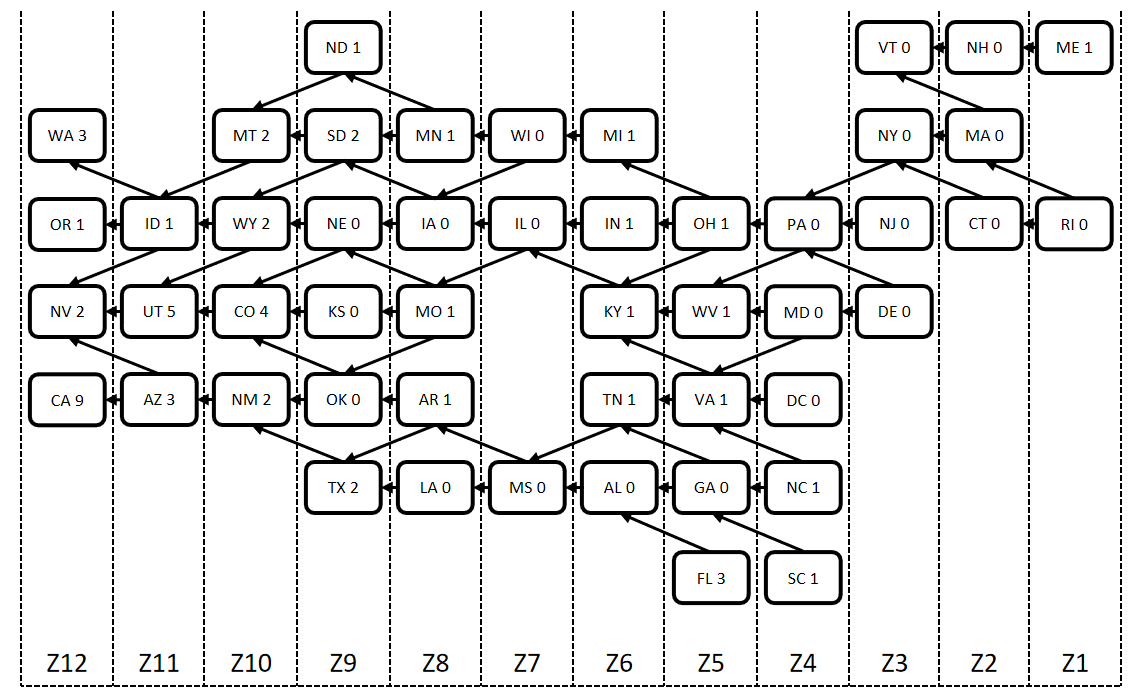 ND 1 VT 0 NH 0 ME 1
WA 3 MT 2 SD 2 MN 1 WI 0 MI 1 NY 0 MA 0
OR 1 ID 1 WY 2 NE 0 IA 0 IL 0 IN 1 OH 1 PA 0 NJ 0 CT 0 RI 0
NV 2 UT 5 CO 4 KS 0 MO 1 KY 1 WV 1 MD 0 DE 0
CA 9 AZ 3 NM 2 OK 0 AR 1 TN 1 VA 1 DC 0
TX 2 LA 0 MS 0 AL 0 GA 0 NC 1
FL 3 SC 1
Z12 Z11 Z10 Z9 Z8 Z7 Z6 Z5 Z4 Z3 Z2 Z1